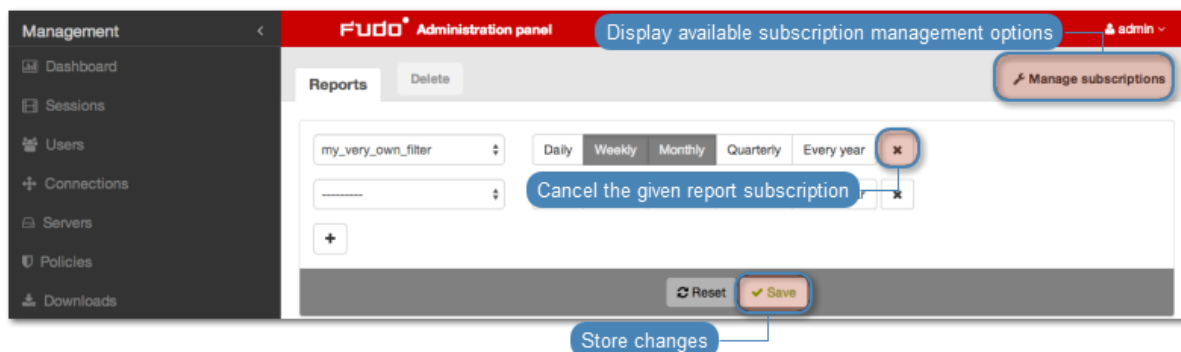 Management
FUDO Administration panel
Display available subscription management options
admin
Dashboard
Reports
Delete
Manage subscriptions
Sessions
Users
my_very_own_filter
Daily
Weekly
Monthly
Quarterly
Every year
Connections
---------
Cancel the given report subscription
Servers
Policies
Downloads
Reset
Save
Store changes